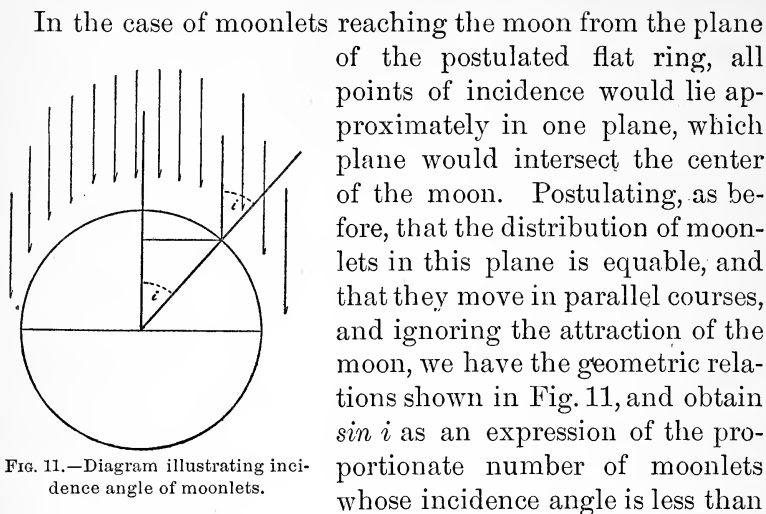 In the case of moonlets reaching the moon from the plane
of the postulated flat ring, all
points of incidence would lie ap-
proximately in one plane, which
plane would intersect the center
of the moon. Postulating, as be-
fore, that the distribution of moon-
lets in this plane is equable, and
that they move in parallel courses,
and ignoring the attraction of the
moon, we have the geometric rela-
tions shown in Fig. 11, and obtain
sin i as an expression of the pro-
portionate number of moonlets
whose incidence angle is less than
i
i
Fig. 11.—Diagram illustrating inci-
dence angle of moonlets.